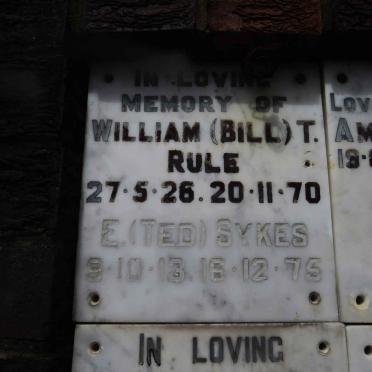 IN LOVING
MEMORY OF
WILLIAM (BILL) T.
RULE
27·5·26. 20·11·70
E. (TED) SYKES
9·10·13. 16·12·75
IN LOVING